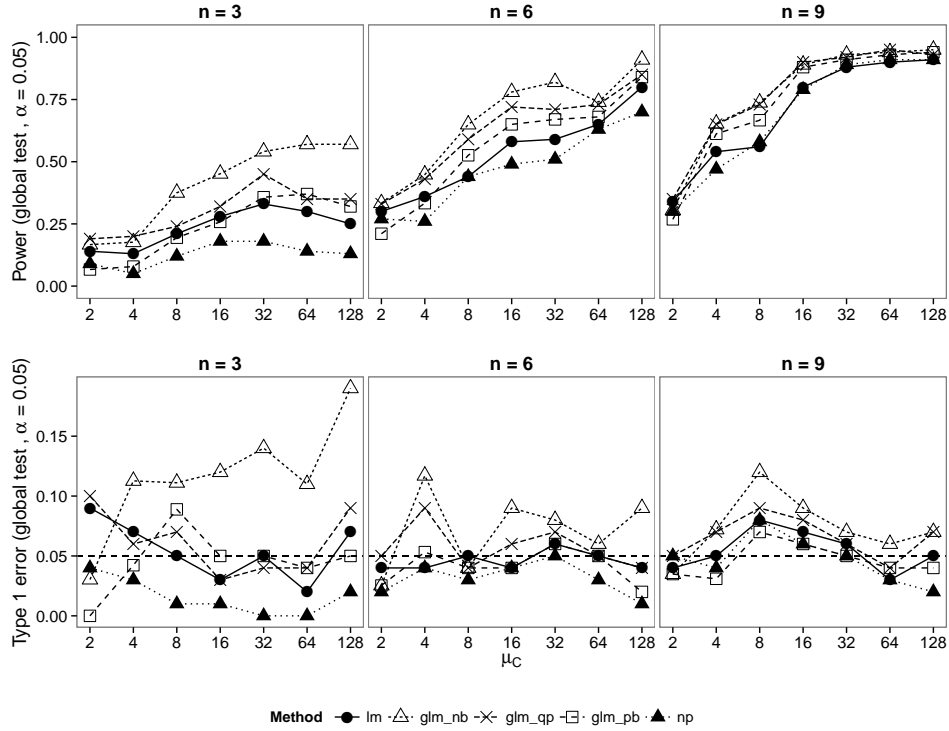 n = 3
n = 6
n = 9
Power (global test , α = 0.05)
1.00
0.75
0.50
0.25
0.00
2 4 8 16 32 64 128
2 4 8 16 32 64 128
2 4 8 16 32 64 128
n = 3
n = 6
n = 9
Type 1 error (global test , α = 0.05)
0.15
0.10
0.05
0.00
2 4 8 16 32 64 128
2 4 8 16 32 64 128
2 4 8 16 32 64 128
μC
Method lm glm_nb glm_qp glm_pb np